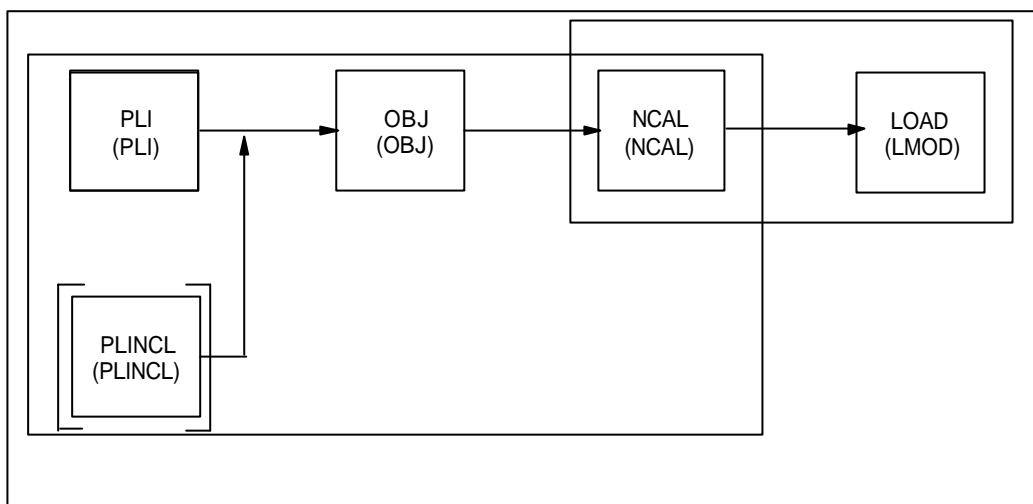 PLI
(PLI)
OBJ
(OBJ)
NCAL
(NCAL)
LOAD
(LMOD)
PLINCL
(PLINCL)